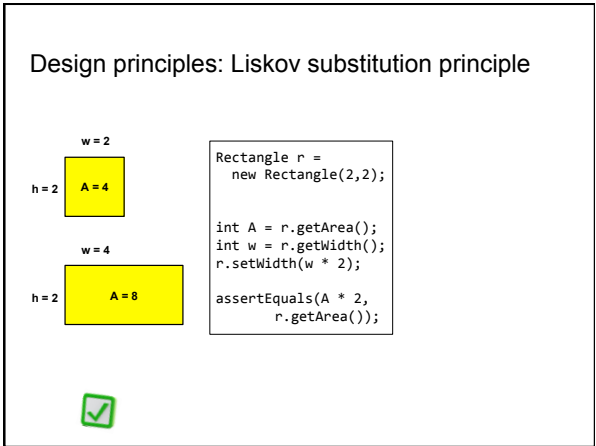 Design principles: Liskov substitution principle
w = 2
h = 2
A = 4
w = 4
h = 2
A = 8
Rectangle r =
  new Rectangle(2,2);
int A = r.getArea();
int w = r.getWidth();
r.setWidth(w * 2);
assertEquals(A * 2,
       r.getArea());